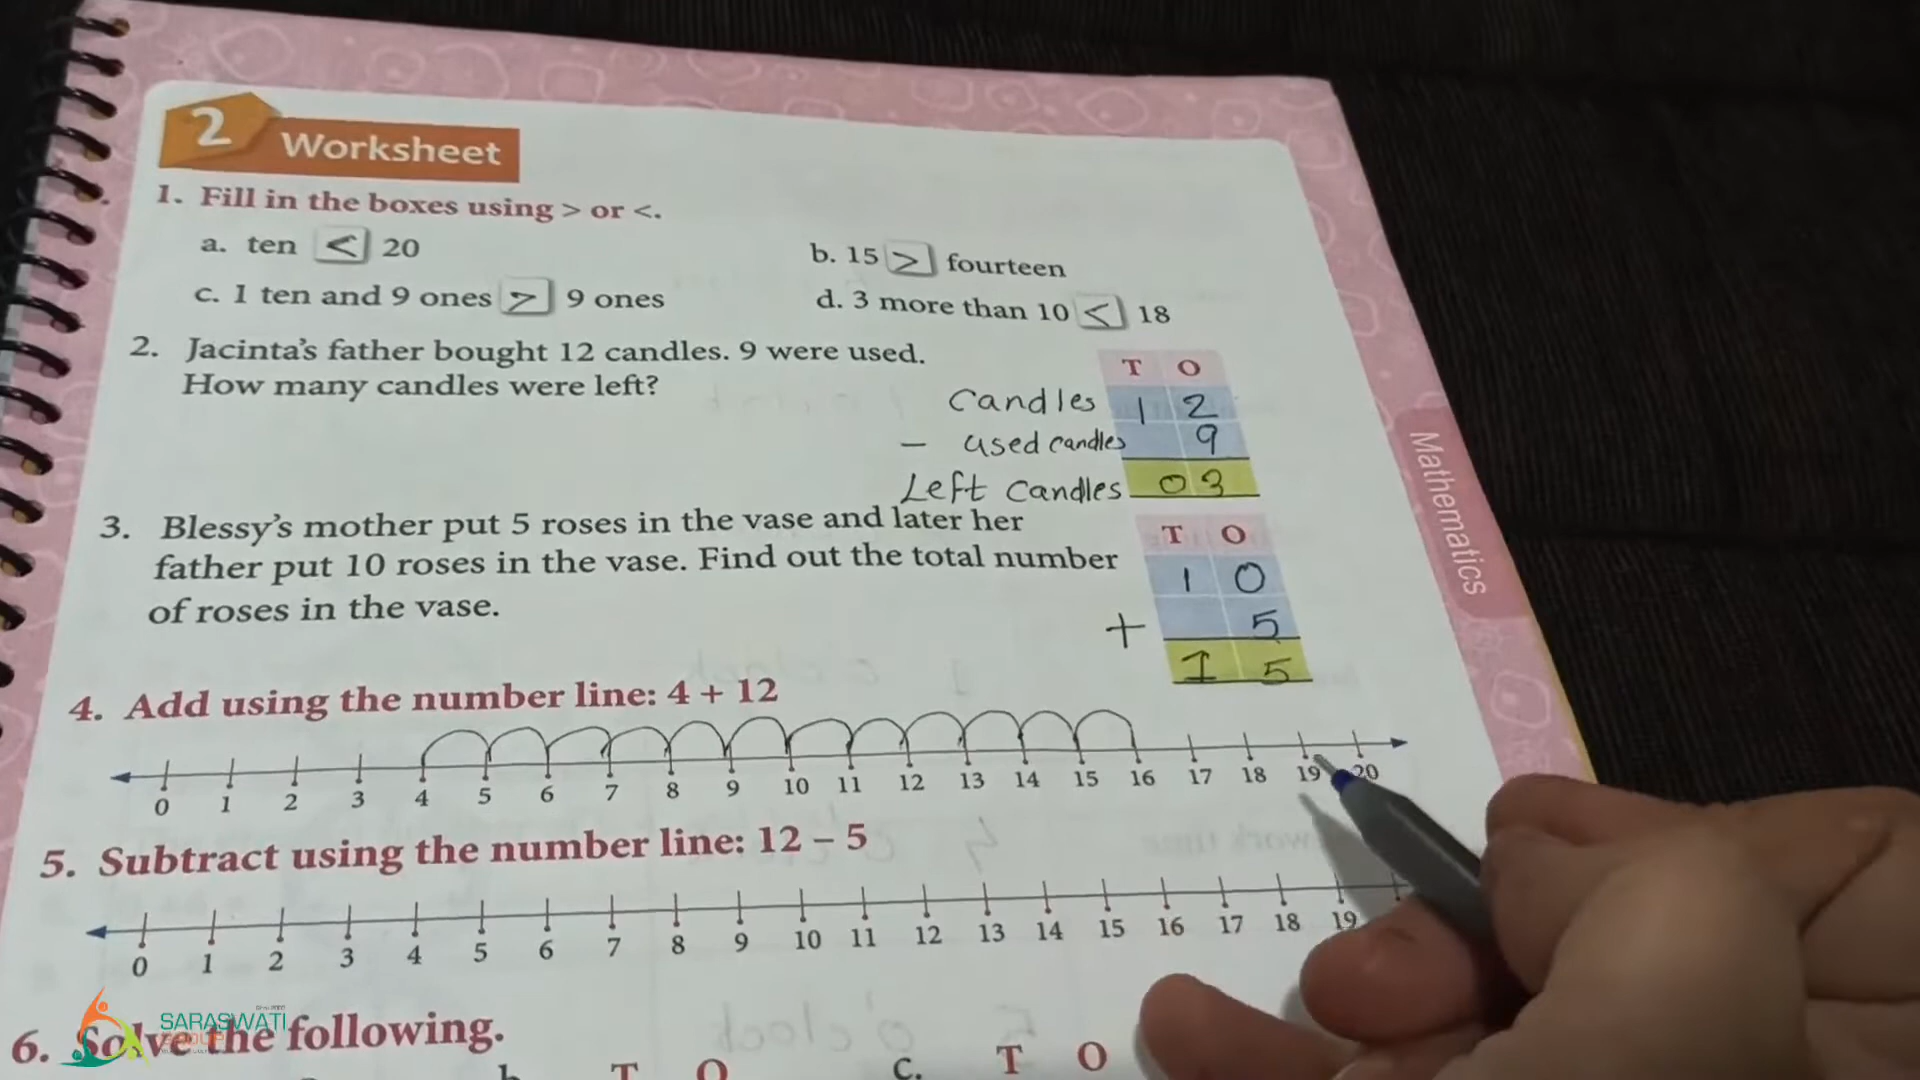 2 Worksheet
1. Fill in the boxes using > or <.
a. ten < 20
b. 15 > fourteen
c. 1 ten and 9 ones > 9 ones
d. 3 more than 10 < 18
2. Jacinta's father bought 12 candles. 9 were used.
How many candles were left?
T O
Candles 1 2
– used candles 9
Left candles 0 3
3. Blessy's mother put 5 roses in the vase and later her
father put 10 roses in the vase. Find out the total number
of roses in the vase.
T O
1 0
+ 5
1 5
Mathematics
4. Add using the number line: 4 + 12
0 1 2 3 4 5 6 7 8 9 10 11 12 13 14 15 16 17 18 19 20
5. Subtract using the number line: 12 – 5
0 1 2 3 4 5 6 7 8 9 10 11 12 13 14 15 16 17 18 19
6. Solve the following.
T O
c. T O
SARASWATI
GROUP